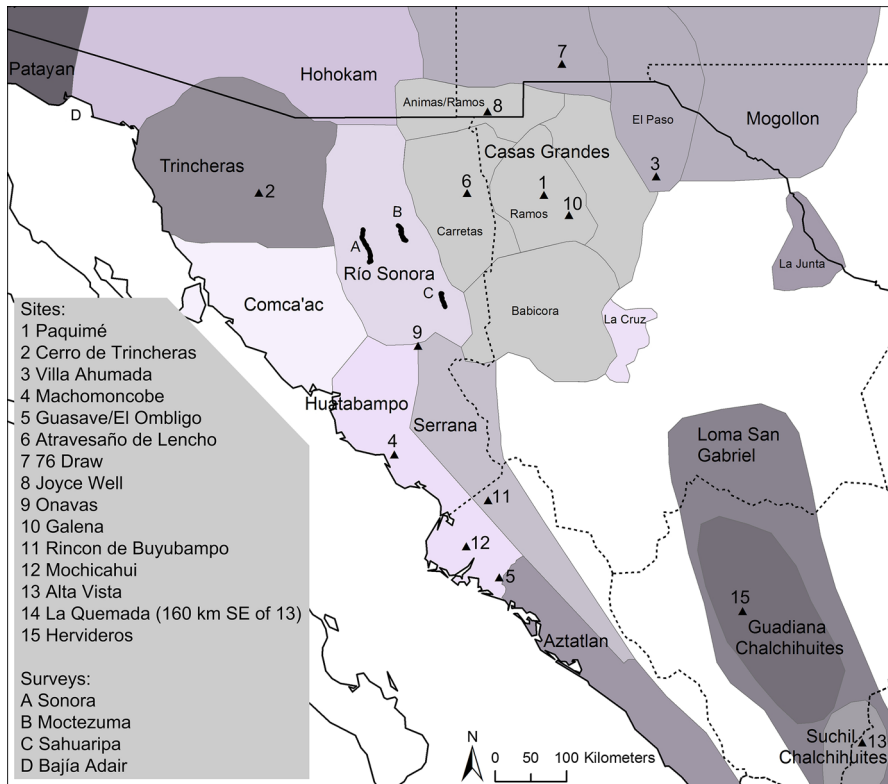 7
Patayan
Hohokam
Animas/Ramos
8
D
El Paso
Mogollon
Casas Grandes
Trincheras
3
2
6
1
10
B
Ramos
A
Carretas
Río Sonora
La Junta
C
Comca'ac
Babicora
La Cruz
9
Huatabampo
Serrana
4
Loma San
Gabriel
11
12
5
15
Aztatlan
Guadiana
Chalchihuites
Suchil
13
Chalchihuites
Sites:
1 Paquimé
2 Cerro de Trincheras
3 Villa Ahumada
4 Machomoncobe
5 Guasave/El Ombligo
6 Atravesaño de Lencho
7 76 Draw
8 Joyce Well
9 Onavas
10 Galena
11 Rincon de Buyubampo
12 Mochicahui
13 Alta Vista
14 La Quemada (160 km SE of 13)
15 Hervideros
Surveys:
A Sonora
B Moctezuma
C Sahuaripa
D Bajía Adair
N
0 50 100 Kilometers